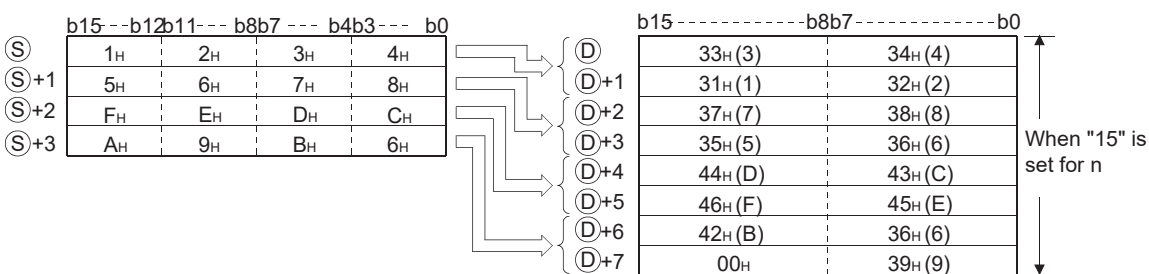 b15 b12 b11 b8 b7 b4 b3 b0
Ⓢ 1H 2H 3H 4H
Ⓢ+1 5H 6H 7H 8H
Ⓢ+2 FH EH DH CH
Ⓢ+3 AH 9H BH 6H
b15 b8 b7 b0
Ⓓ 33H (3) 34H (4)
Ⓓ+1 31H (1) 32H (2)
Ⓓ+2 37H (7) 38H (8)
Ⓓ+3 35H (5) 36H (6)
Ⓓ+4 44H (D) 43H (C)
Ⓓ+5 46H (F) 45H (E)
Ⓓ+6 42H (B) 36H (6)
Ⓓ+7 00H 39H (9)
When "15" is
set for n